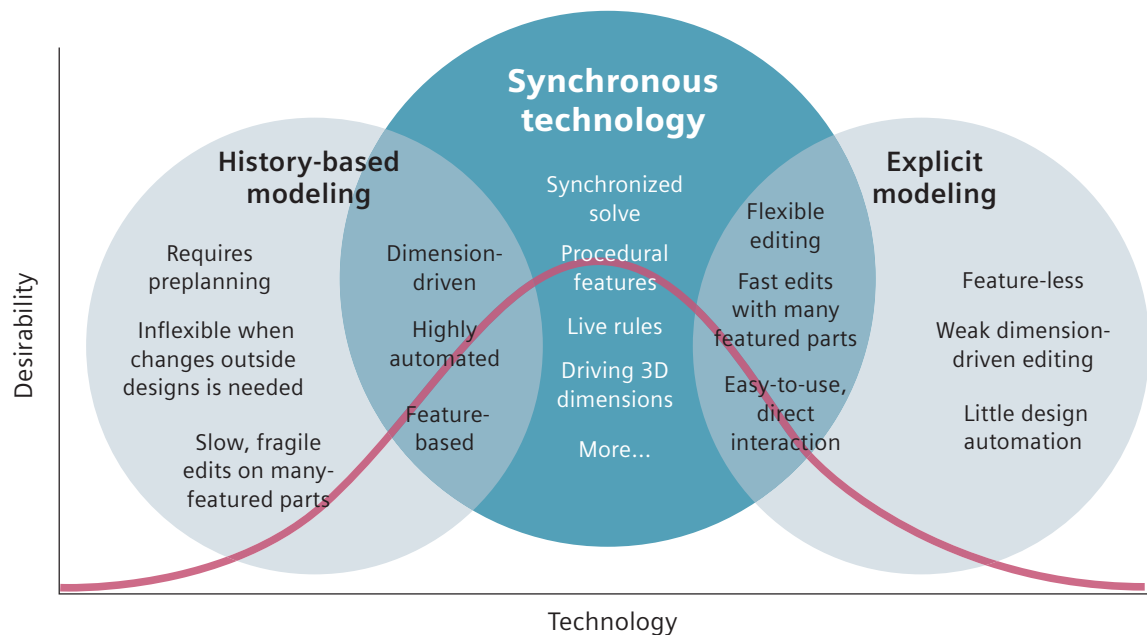 Synchronous
technology
History-based
modeling
Explicit
modeling
Requires
preplanning
Inflexible when
changes outside
designs is needed
Slow, fragile
edits on many-
featured parts
Dimension-
driven
Highly
automated
Feature-
based
Synchronized
solve
Procedural
features
Live rules
Driving 3D
dimensions
More...
Flexible
editing
Fast edits
with many
featured parts
Easy-to-use,
direct
interaction
Feature-less
Weak dimension-
driven editing
Little design
automation
Desirability
Technology